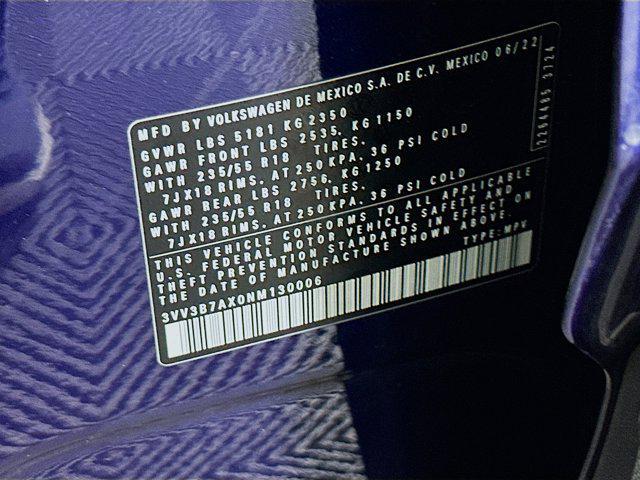 MFD BY VOLKSWAGEN DE MEXICO S.A. DE C.V. MEXICO 06/22
GVWR LBS 5181 KG 2350
GAWR FRONT LBS 2535, KG 1150
WITH 235/55 R18 TIRES,
7JX18 RIMS, AT 250 KPA, 36 PSI COLD
GAWR REAR LBS 2756, KG 1250
WITH 235/55 R18 TIRES,
7JX18 RIMS, AT 250 KPA, 36 PSI COLD
THIS VEHICLE CONFORMS TO ALL APPLICABLE
U.S. FEDERAL MOTOR VEHICLE SAFETY AND
THEFT PREVENTION STANDARDS IN EFFECT ON
THE DATE OF MANUFACTURE SHOWN ABOVE.
3VV3B7AX0NM130006 TYPE: MPV
2264465 3124